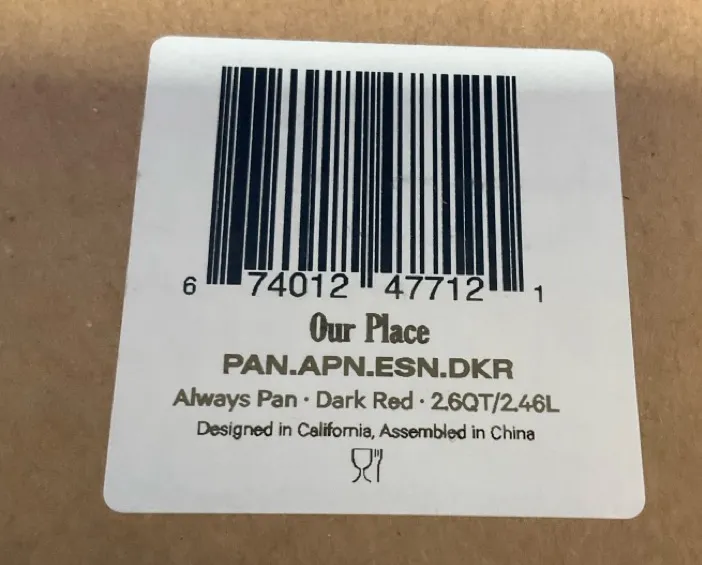 6 74012 47712 1
Our Place
PAN.APN.ESN.DKR
Always Pan · Dark Red · 2.6QT/2.46L
Designed in California, Assembled in China